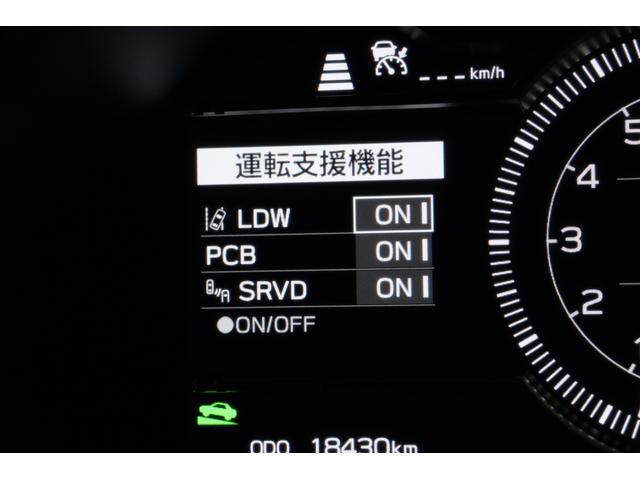 --- km/h
運転支援機能
LDW ON
PCB ON
SRVD ON
●ON/OFF
ODO 18430km
5
4
3
2